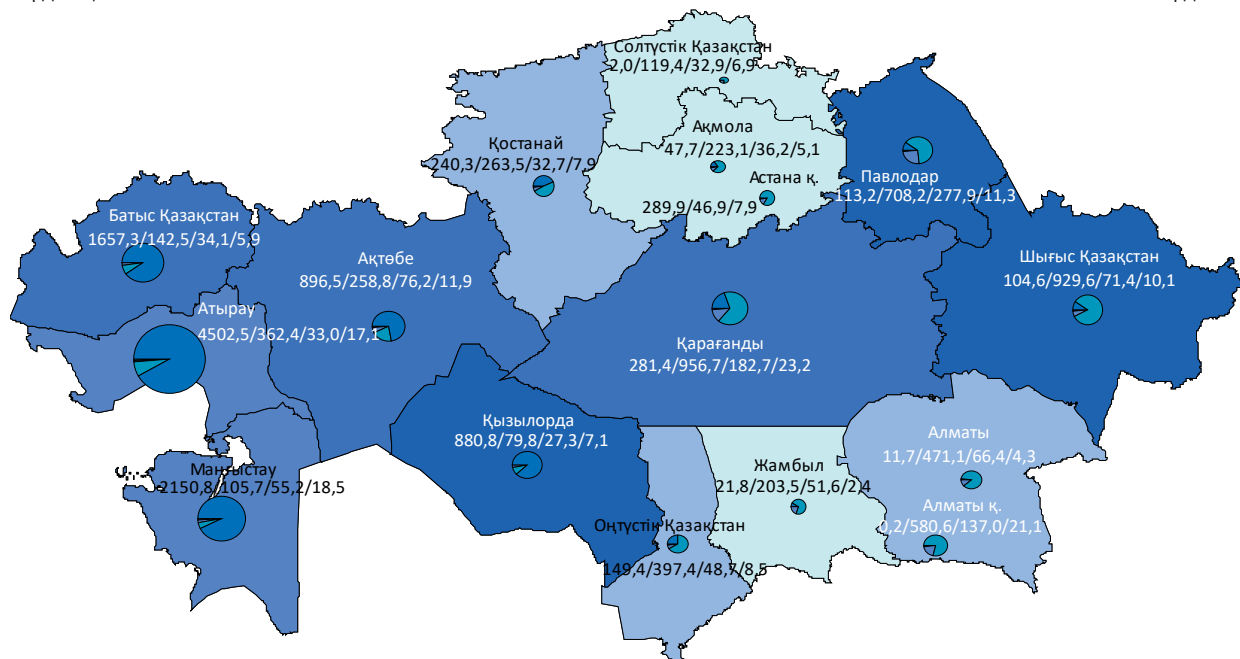 Солтүстік Қазақстан
2,0/119,4/32,9/6,9
Ақмола
47,7/223,1/36,2/5,1
Астана қ.
289,9/46,9/7,9
Қостанай
240,3/263,5/32,7/7,9
Павлодар
113,2/708,2/277,9/11,3
Батыс Қазақстан
1657,3/142,5/34,1/5,9
Ақтөбе
896,5/258,8/76,2/11,9
Шығыс Қазақстан
104,6/929,6/71,4/10,1
Атырау
4502,5/362,4/33,0/17,1
Қарағанды
281,4/956,7/182,7/23,2
Қызылорда
880,8/79,8/27,3/7,1
Алматы
11,7/471,1/66,4/4,3
Маңғыстау
2150,8/105,7/55,2/18,5
Жамбыл
21,8/203,5/51,6/2,4
Алматы қ.
0,2/580,6/137,0/21,1
Оңтүстік Қазақстан
149,4/397,4/48,7/8,5